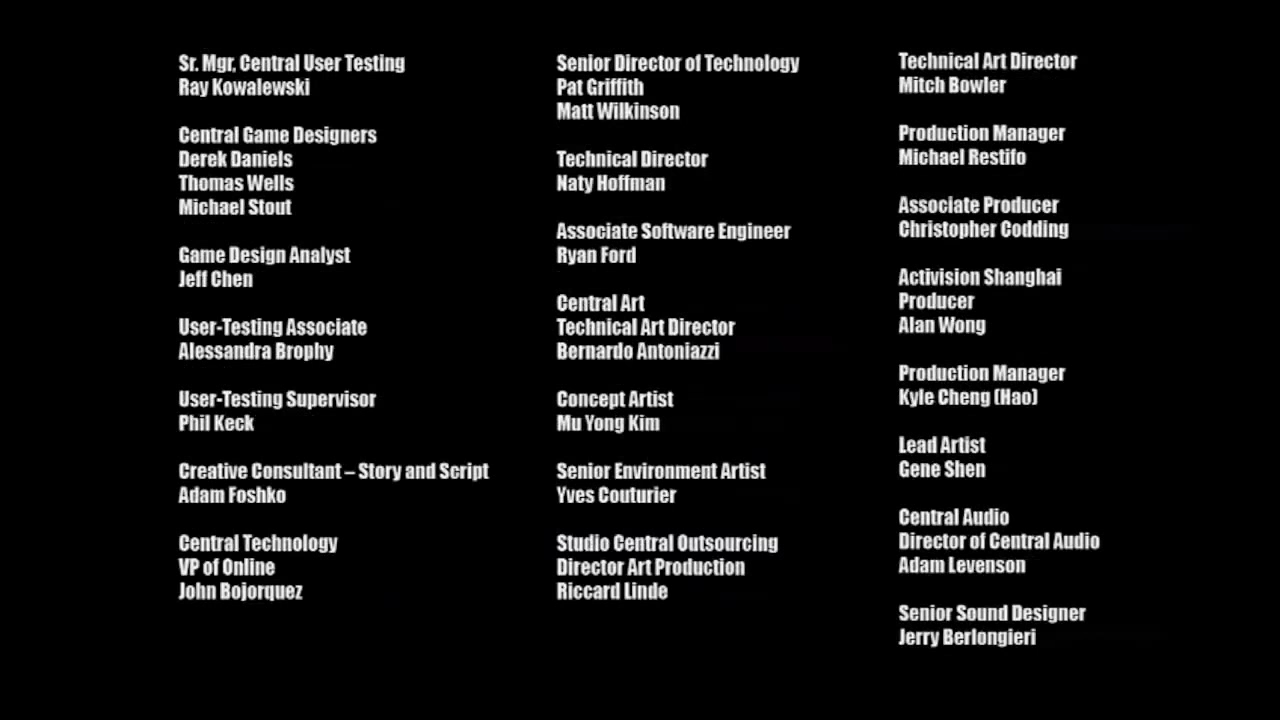 Sr. Mgr, Central User Testing
Ray Kowalewski
Central Game Designers
Derek Daniels
Thomas Wells
Michael Stout
Game Design Analyst
Jeff Chen
User-Testing Associate
Alessandra Brophy
User-Testing Supervisor
Phil Keck
Creative Consultant – Story and Script
Adam Foshko
Central Technology
VP of Online
John Bojorquez
Senior Director of Technology
Pat Griffith
Matt Wilkinson
Technical Director
Naty Hoffman
Associate Software Engineer
Ryan Ford
Central Art
Technical Art Director
Bernardo Antoniazzi
Concept Artist
Mu Yong Kim
Senior Environment Artist
Yves Couturier
Studio Central Outsourcing
Director Art Production
Riccard Linde
Technical Art Director
Mitch Bowler
Production Manager
Michael Restifo
Associate Producer
Christopher Codding
Activision Shanghai
Producer
Alan Wong
Production Manager
Kyle Cheng (Hao)
Lead Artist
Gene Shen
Central Audio
Director of Central Audio
Adam Levenson
Senior Sound Designer
Jerry Berlongieri